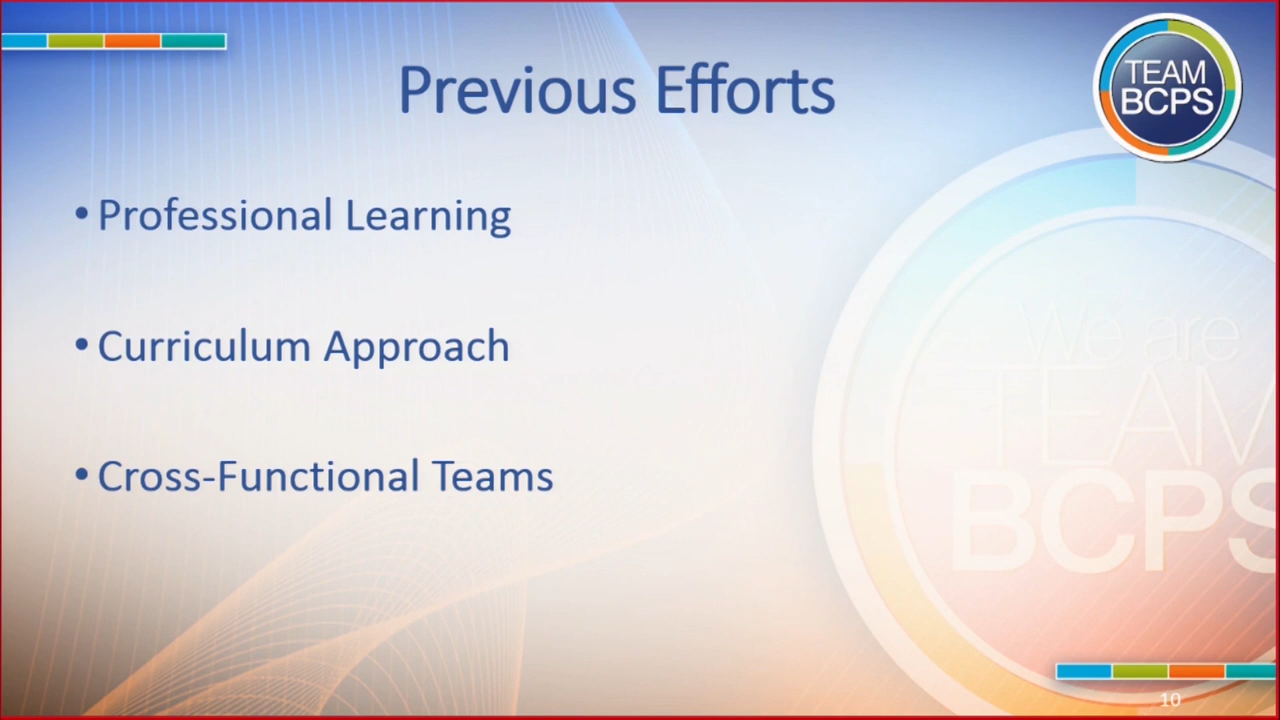 Previous Efforts
TEAM
BCPS
• Professional Learning
• Curriculum Approach
• Cross-Functional Teams
We are
TEAM
BCPS
10